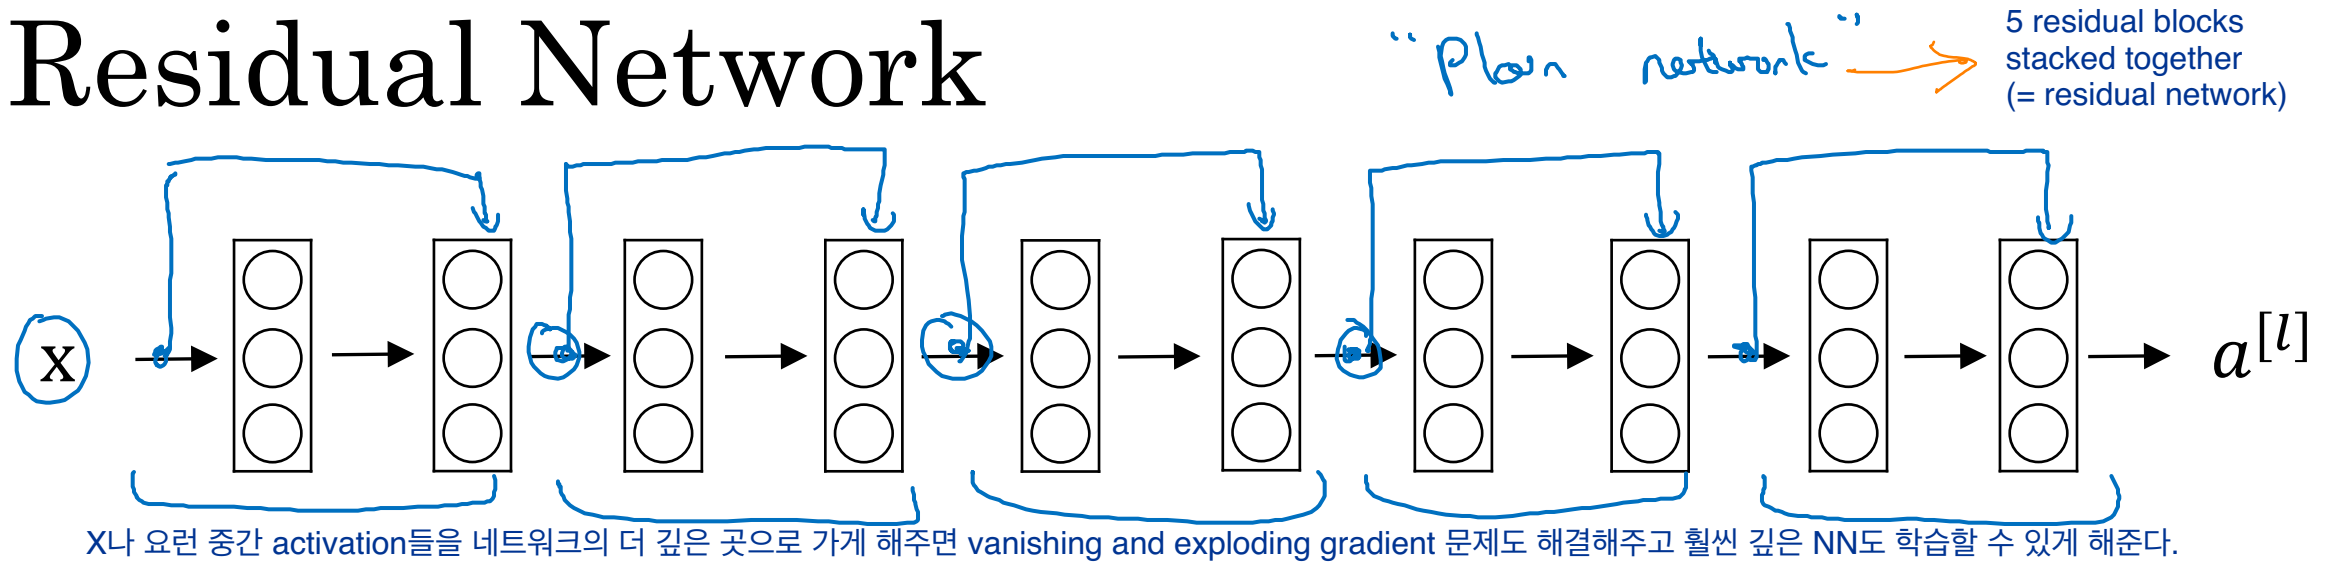 Residual Network
"Plain network"
5 residual blocks
stacked together
(= residual network)
x
a^[l]
X나 요런 중간 activation들을 네트워크의 더 깊은 곳으로 가게 해주면 vanishing and exploding gradient 문제도 해결해주고 훨씬 깊은 NN도 학습할 수 있게 해준다.